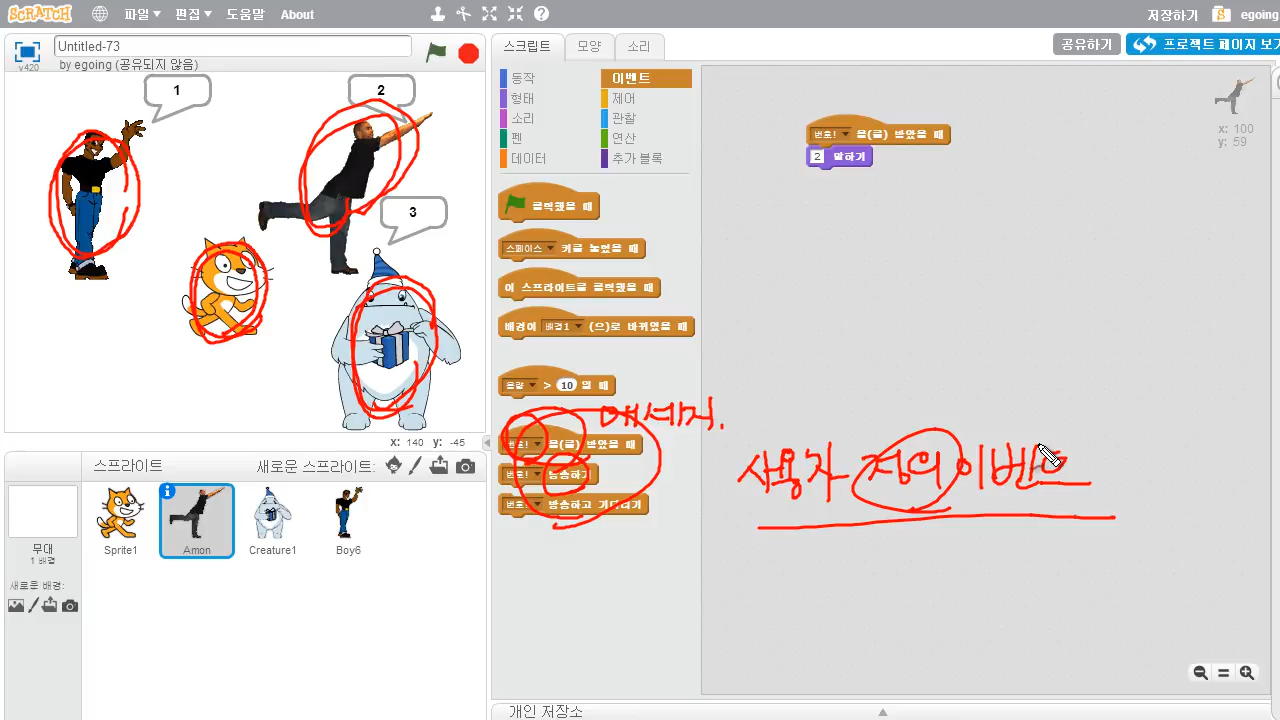 SCRATCH 파일 편집 도움말 About 저장하기 egoing
Untitled-73
by egoing (공유되지 않음)
v420
스크립트 모양 소리
공유하기 프로젝트 페이지 보기
동작 이벤트
형태 제어
소리 관찰
펜 연산
데이터 추가 블록
1
2
3
클릭했을 때
스페이스 키를 눌렀을 때
이 스프라이트를 클릭했을 때
배경이 배경1 (으)로 바뀌었을 때
음량 > 10 일 때
번호! 을(를) 받았을 때
번호! 방송하기
번호! 방송하고 기다리기
메세지.
번호! 을(를) 받았을 때
2 말하기
x: 100
y: 59
사용자 정의 이벤트
x: 140 y: -45
스프라이트 새로운 스프라이트:
무대
1 배경
새로운 배경:
Sprite1 Amon Creature1 Boy6
개인 저장소